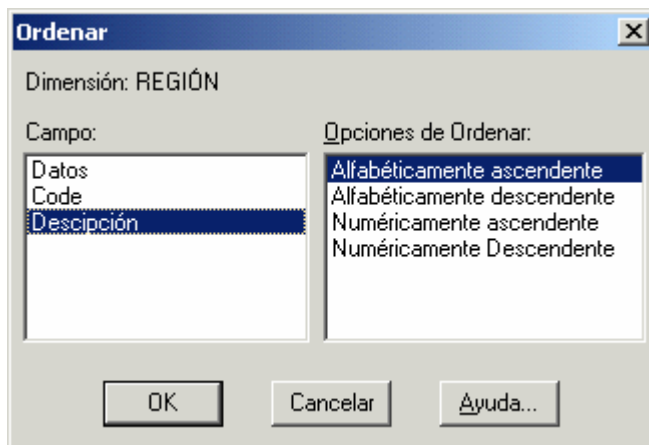 Ordenar
Dimensión: REGIÓN
Campo:
Datos
Code
Descipción
Opciones de Ordenar:
Alfabéticamente ascendente
Alfabéticamente descendente
Numéricamente ascendente
Numéricamente Descendente
OK
Cancelar
Ayuda...